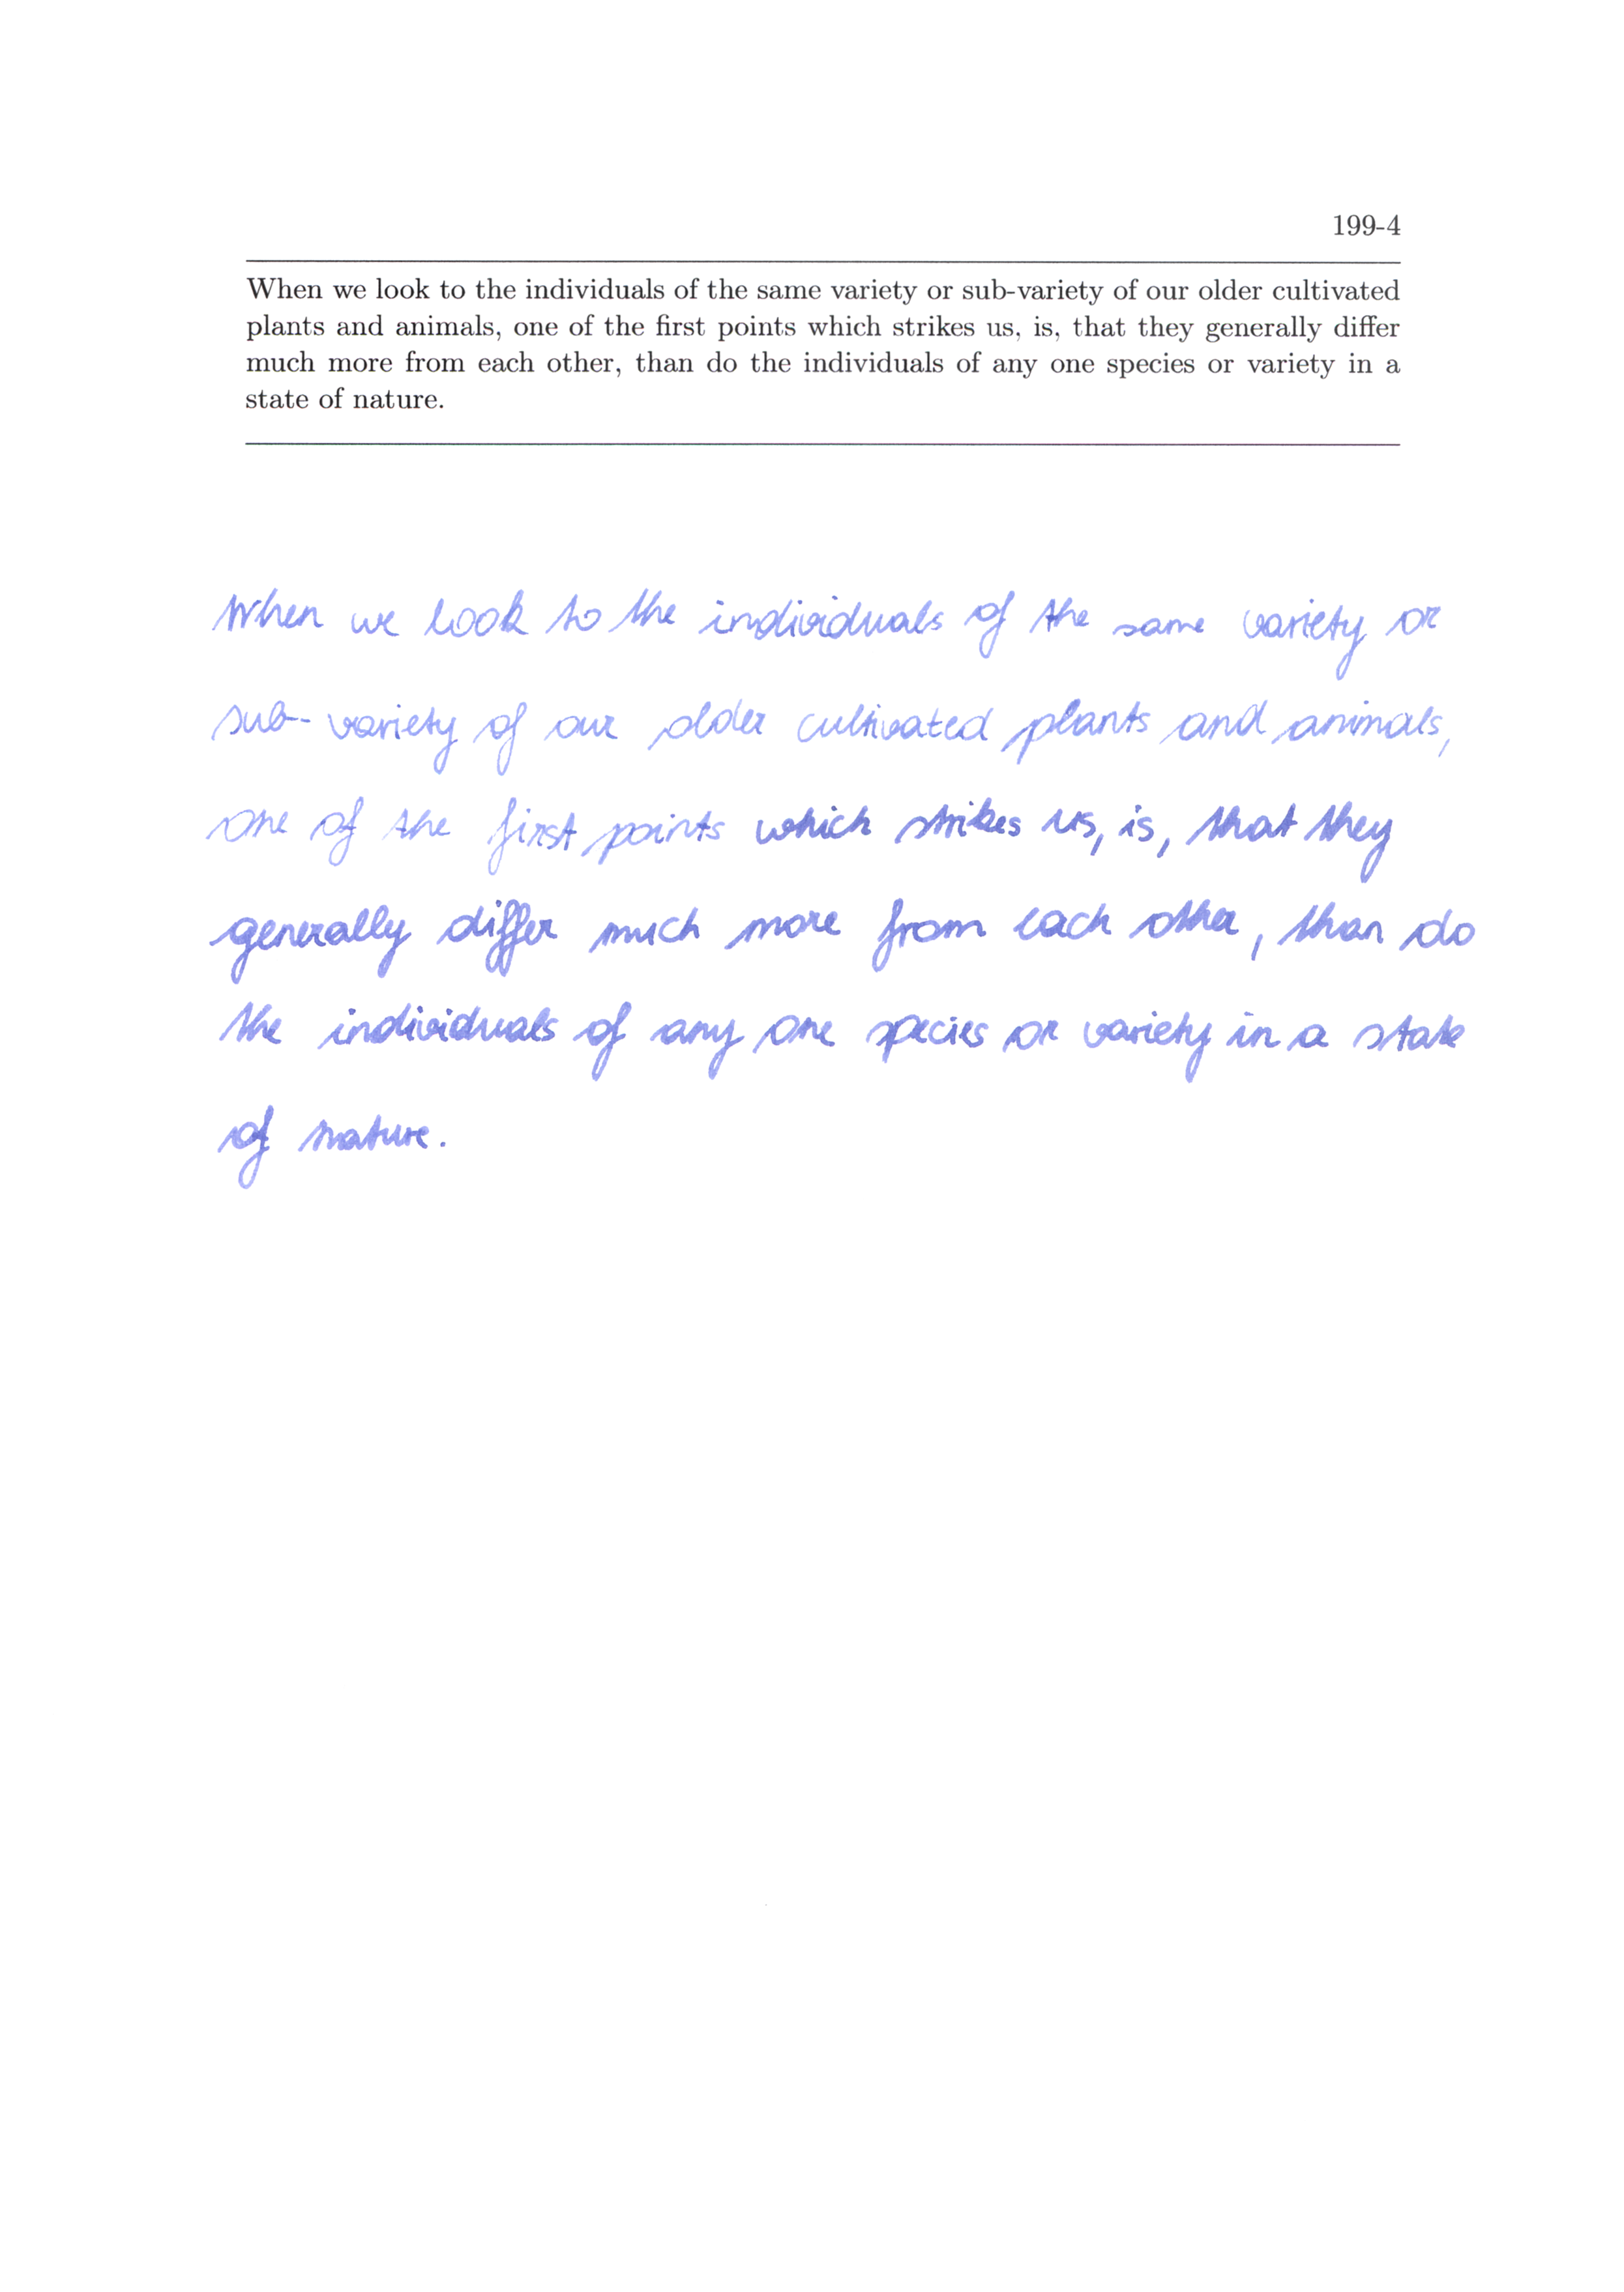 199-4
When we look to the individuals of the same variety or sub-variety of our older cultivated
plants and animals, one of the first points which strikes us, is, that they generally differ
much more from each other, than do the individuals of any one species or variety in a
state of nature.
When we look to the individuals of the same variety or
sub-variety of our older cultivated plants and animals,
one of the first points which strikes us, is, that they
generally differ much more from each other, than do
the individuals of any one species or variety in a state
of nature.